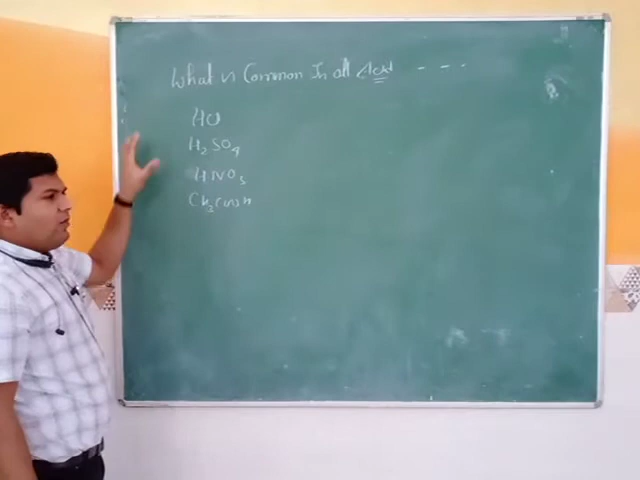 What is Common In all Acid - - -
HCl
H2SO4
HNO3
CH3COOH